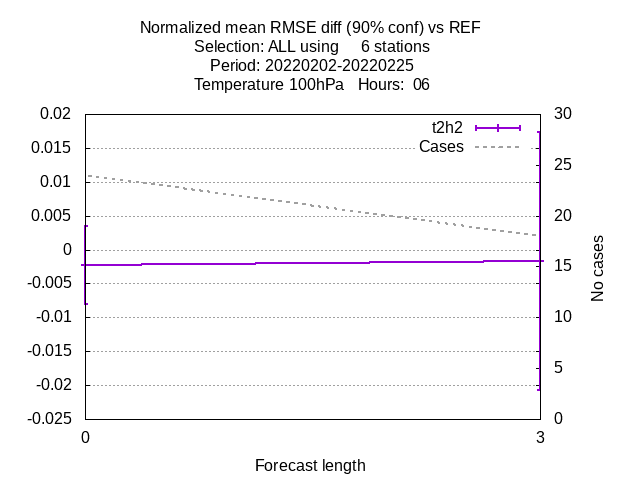 Normalized mean RMSE diff (90% conf) vs REF
Selection: ALL using     6 stations
Period: 20220202-20220225
Temperature 100hPa   Hours:  06
0.02
0.015
0.01
0.005
0
-0.005
-0.01
-0.015
-0.02
-0.025
t2h2
Cases
30
25
20
15
10
5
0
No cases
0
3
Forecast length